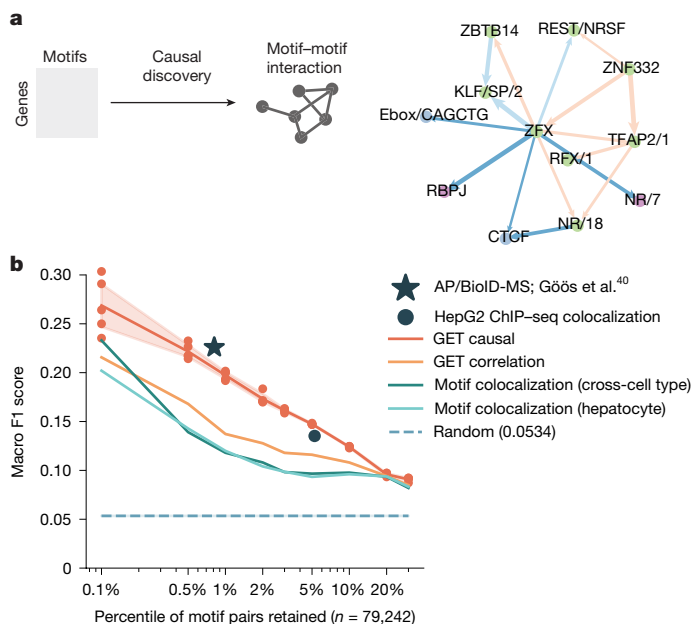 a
Motifs
Genes
Causal
discovery
Motif–motif
interaction
ZBTB14
REST/NRSF
ZNF332
KLF/SP/2
Ebox/CAGCTG
ZFX
TFAP2/1
RFX/1
RBPJ
NR/7
CTCF
NR/18
b
Macro F1 score
0.30
0.25
0.20
0.15
0.10
0.05
0
0.1% 0.5% 1% 2% 5% 10% 20%
Percentile of motif pairs retained (n = 79,242)
AP/BioID-MS; Göös et al.40
HepG2 ChIP–seq colocalization
GET causal
GET correlation
Motif colocalization (cross-cell type)
Motif colocalization (hepatocyte)
Random (0.0534)